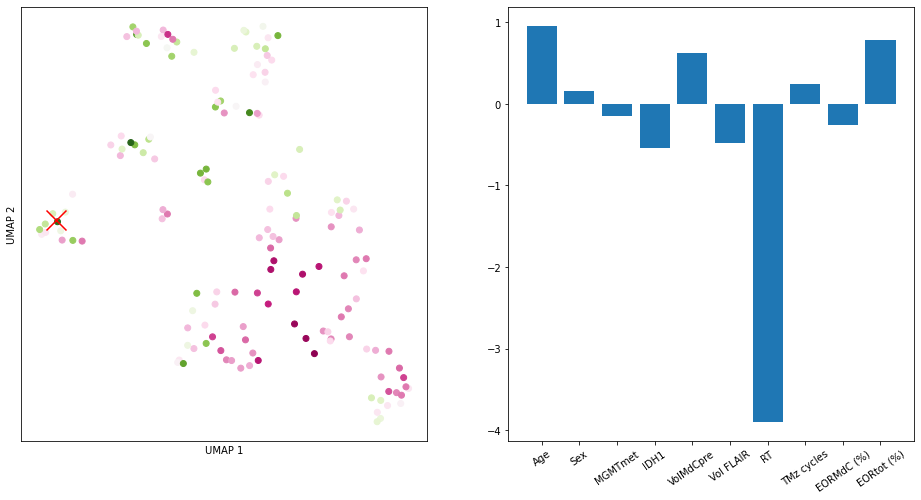 UMAP 2
UMAP 1
1
0
−1
−2
−3
−4
Age
Sex
MGMTmet
IDH1
VolMdCpre
Vol FLAIR
RT
TMz cycles
EORMdC (%)
EORtot (%)